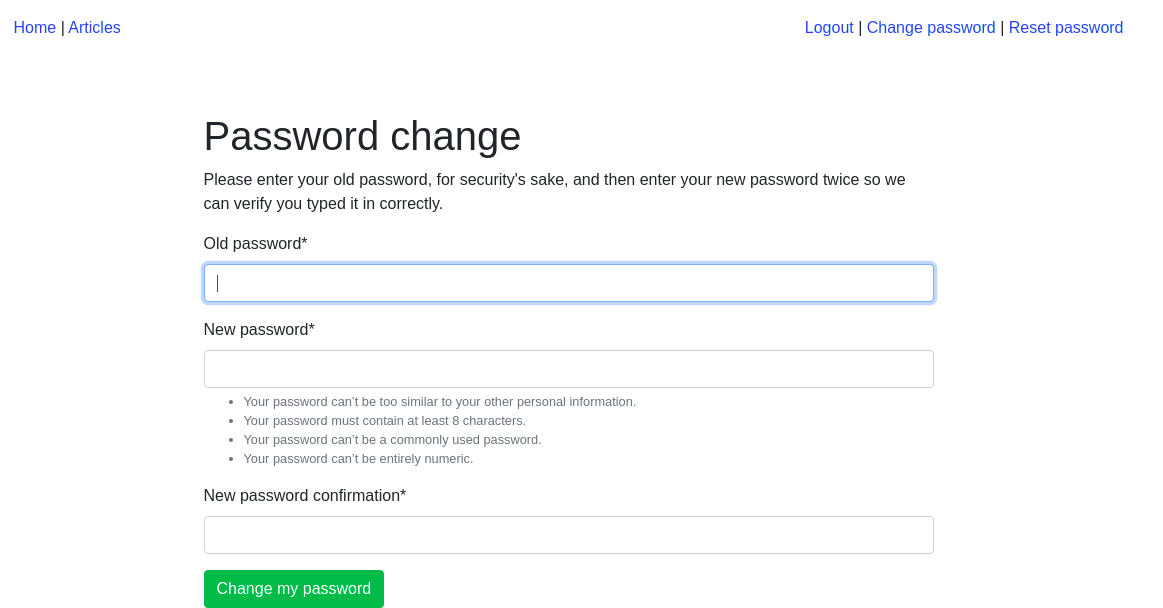 Home | Articles
Logout | Change password | Reset password
Password change
Please enter your old password, for security's sake, and then enter your new password twice so we
can verify you typed it in correctly.
Old password*
New password*
• Your password can’t be too similar to your other personal information.
• Your password must contain at least 8 characters.
• Your password can’t be a commonly used password.
• Your password can’t be entirely numeric.
New password confirmation*
Change my password